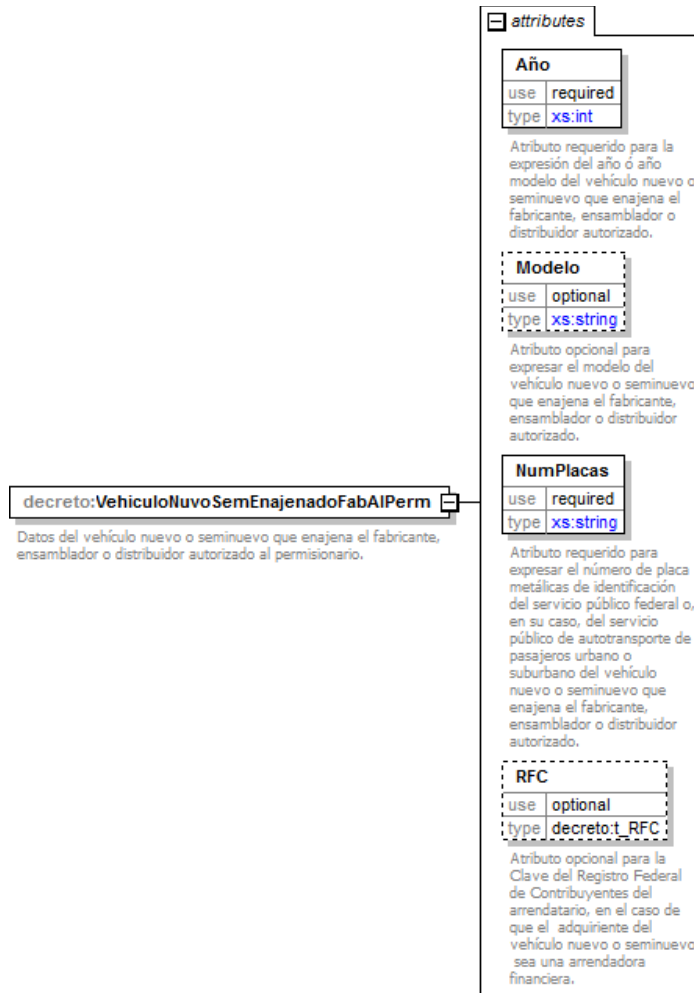 attributes
Año
use required
type xs:int
Atributo requerido para la
expresión del año ó año
modelo del vehículo nuevo o
seminuevo que enajena el
fabricante, ensamblador o
distribuidor autorizado.
Modelo
use optional
type xs:string
Atributo opcional para
expresar el modelo del
vehículo nuevo o seminuevo
que enajena el fabricante,
ensamblador o distribuidor
autorizado.
decreto:VehiculoNuvoSemEnajenadoFabAlPerm
Datos del vehículo nuevo o seminuevo que enajena el fabricante,
ensamblador o distribuidor autorizado al permisionario.
NumPlacas
use required
type xs:string
Atributo requerido para
expresar el número de placa
metálicas de identificación
del servicio público federal o,
en su caso, del servicio
público de autotransporte de
pasajeros urbano o
suburbano del vehículo
nuevo o seminuevo que
enajena el fabricante,
ensamblador o distribuidor
autorizado.
RFC
use optional
type decreto:t_RFC
Atributo opcional para la
Clave del Registro Federal
de Contribuyentes del
arrendatario, en el caso de
que el adquiriente del
vehículo nuevo o seminuevo
sea una arrendadora
financiera.